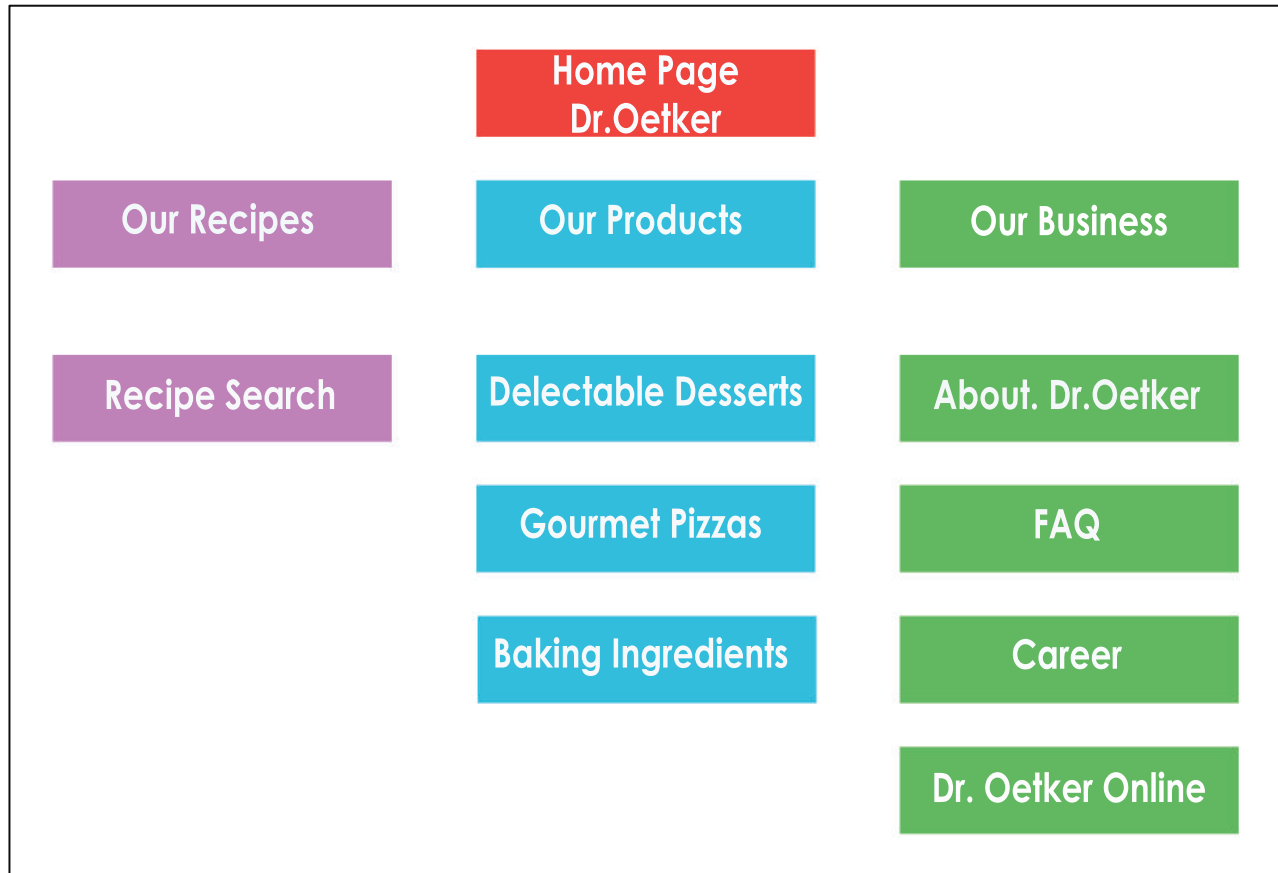 Home Page
Dr.Oetker
Our Recipes
Our Products
Our Business
Recipe Search
Delectable Desserts
About. Dr.Oetker
Gourmet Pizzas
FAQ
Baking Ingredients
Career
Dr. Oetker Online